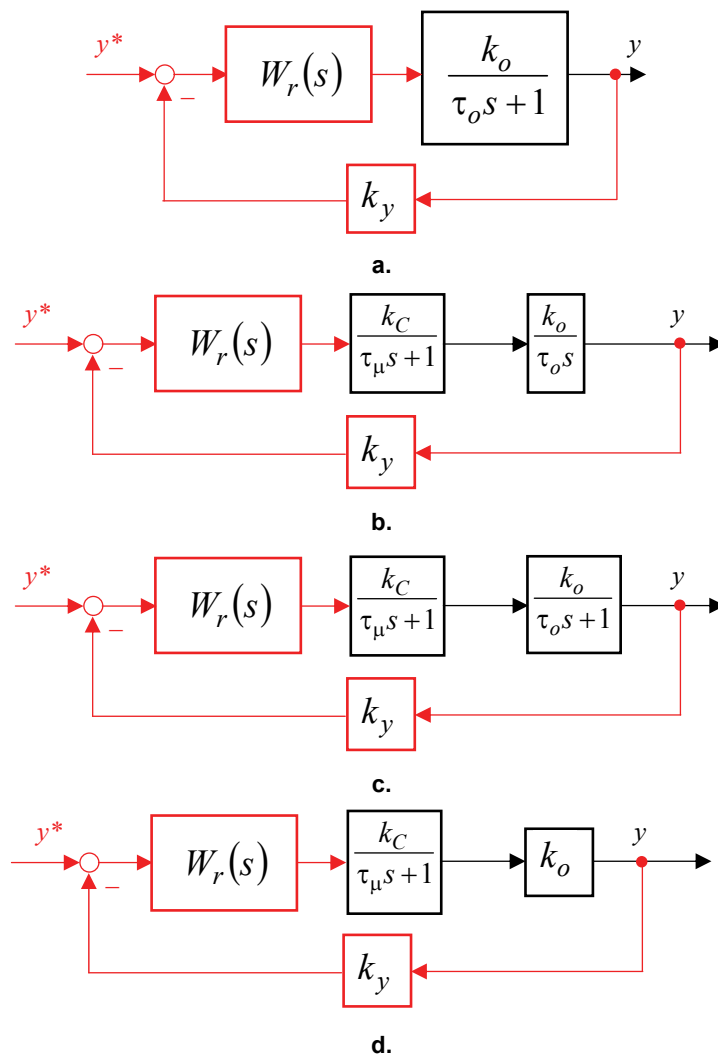 y*
W_r(s)
k_o
τ_o s + 1
y
−
k_y
a.
y*
W_r(s)
k_C
τ_μ s + 1
k_o
τ_o s
y
−
k_y
b.
y*
W_r(s)
k_C
τ_μ s + 1
k_o
τ_o s + 1
y
−
k_y
c.
y*
W_r(s)
k_C
τ_μ s + 1
k_o
y
−
k_y
d.